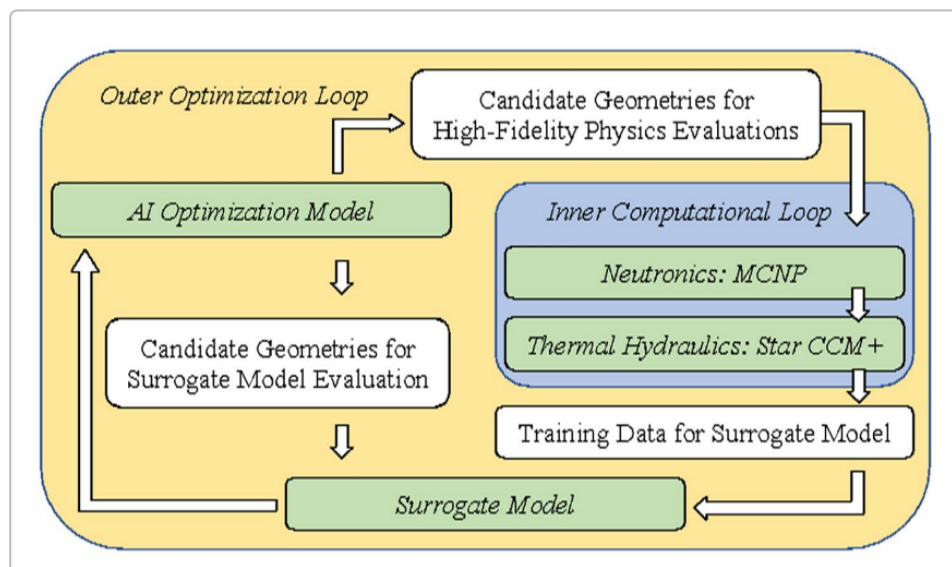 Outer Optimization Loop
Candidate Geometries for
High-Fidelity Physics Evaluations
AI Optimization Model
Inner Computational Loop
Neutronics: MCNP
Thermal Hydraulics: Star CCM+
Candidate Geometries for
Surrogate Model Evaluation
Training Data for Surrogate Model
Surrogate Model